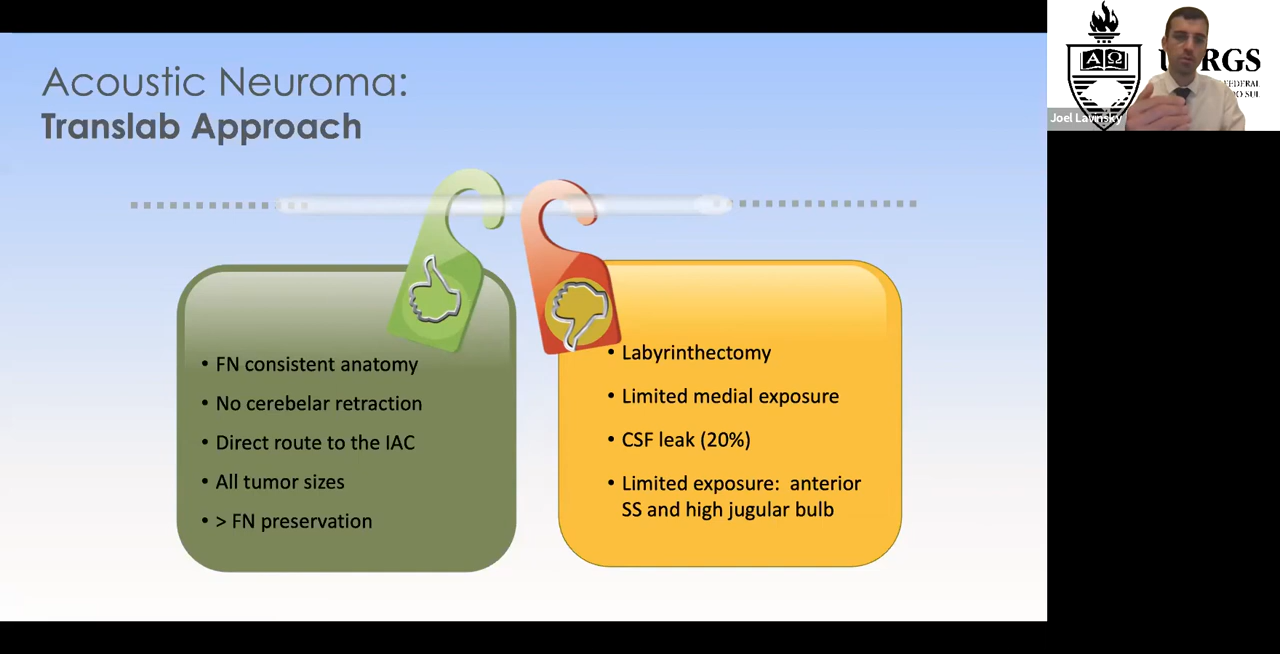 Acoustic Neuroma:
Translab Approach
• FN consistent anatomy
• No cerebelar retraction
• Direct route to the IAC
• All tumor sizes
• > FN preservation
• Labyrinthectomy
• Limited medial exposure
• CSF leak (20%)
• Limited exposure: anterior
SS and high jugular bulb
Α Ω
RGS
Joel Lavinsky